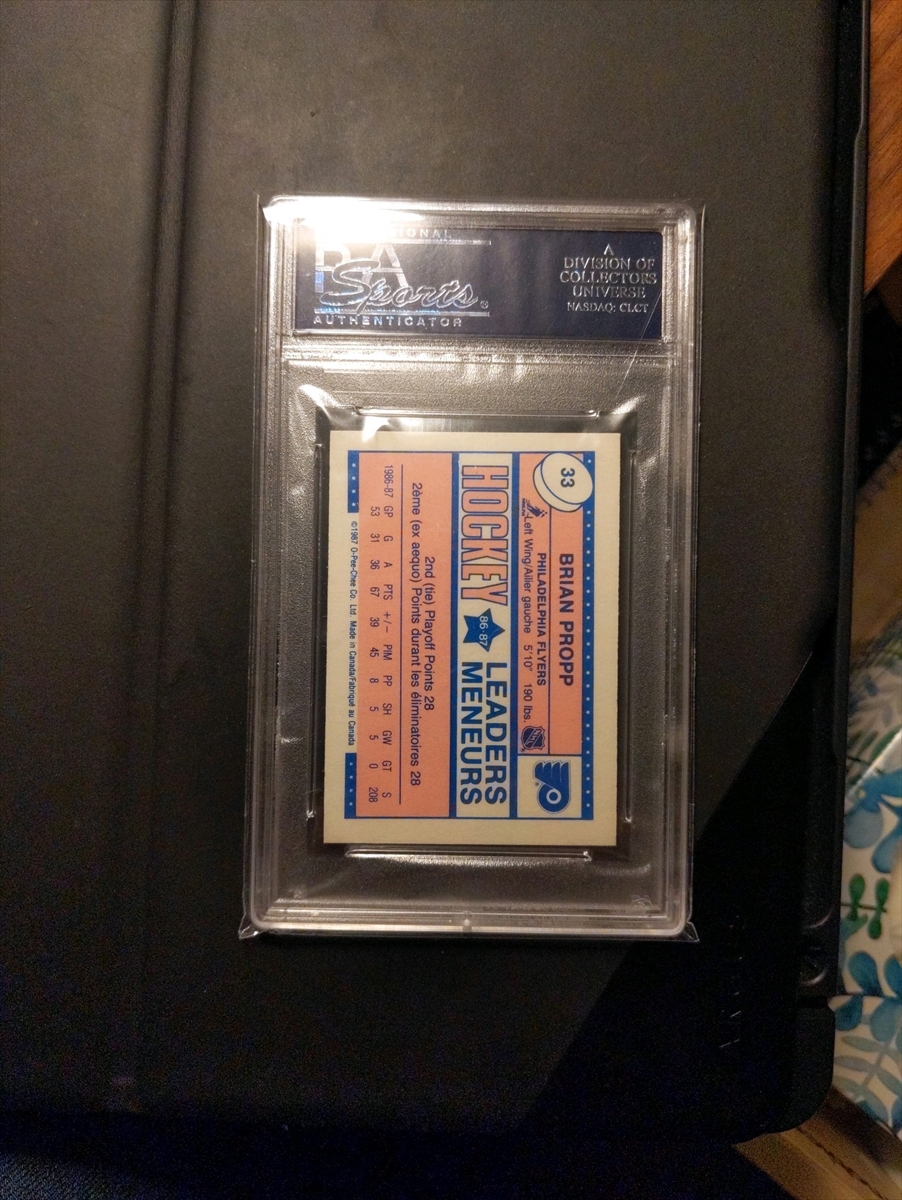 SIONAL
PSA
Sports
AUTHENTICATOR
A
DIVISION OF
COLLECTORS
UNIVERSE
NASDAQ: CLCT
33
BRIAN PROPP
PHILADELPHIA FLYERS
Left Wing/Ailier gauche 5'10" 190 lbs.
HOCKEY 86-87 LEADERS
MENEURS
2nd (tie) Playoff Points 28
2ème (ex aequo) Points durant les éliminatoires 28
1986-87 GP G A PTS +/– PIM PP SH GW GT S
53 31 36 67 39 45 8 5 5 0 208
©1987 O-Pee-Chee Co. Ltd. Made in Canada/Fabriqué au Canada